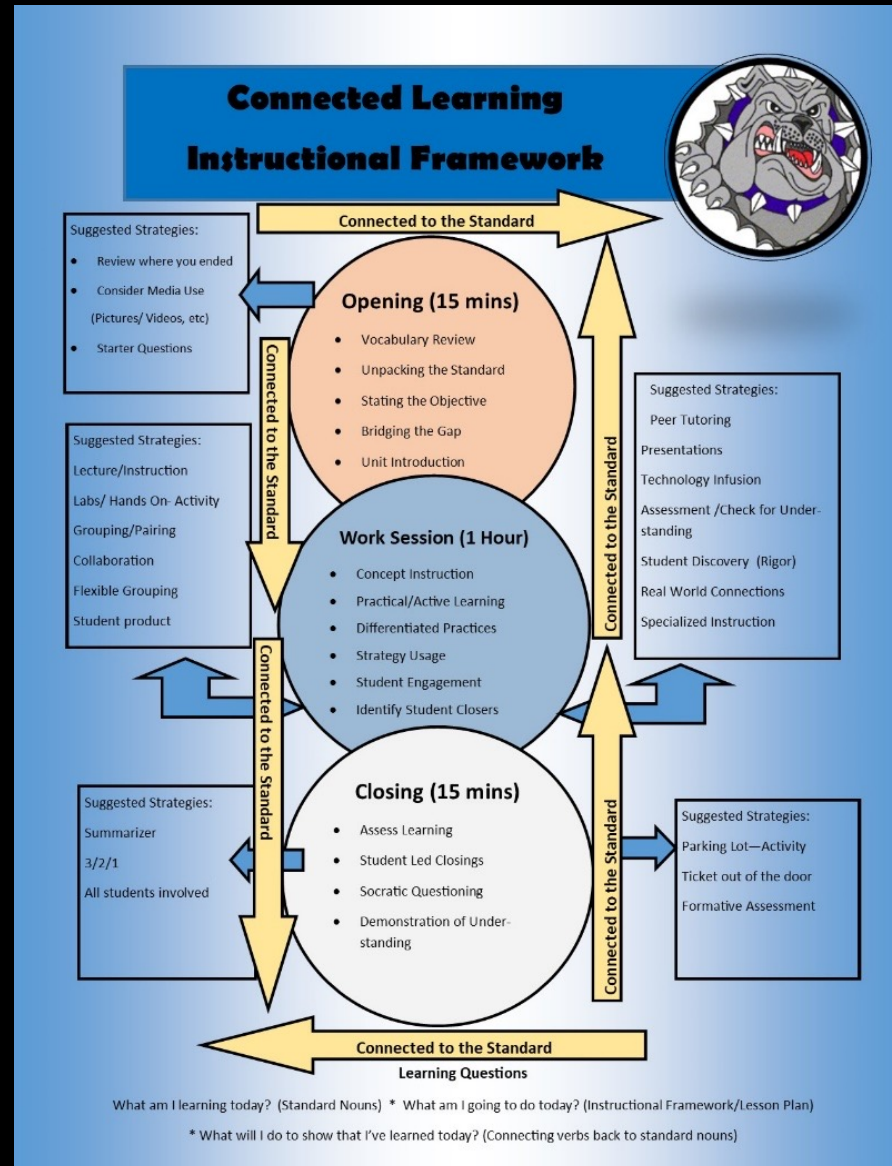 Connected Learning
Instructional Framework
Connected to the Standard
Suggested Strategies:
Review where you ended
Consider Media Use
(Pictures/ Videos, etc)
Starter Questions
Opening (15 mins)
Vocabulary Review
Unpacking the Standard
Stating the Objective
Bridging the Gap
Unit Introduction
Connected to the Standard
Connected to the Standard
Suggested Strategies:
Lecture/Instruction
Labs/ Hands On- Activity
Grouping/Pairing
Collaboration
Flexible Grouping
Student product
Work Session (1 Hour)
Concept Instruction
Practical/Active Learning
Differentiated Practices
Strategy Usage
Student Engagement
Identify Student Closers
Suggested Strategies:
Peer Tutoring
Presentations
Technology Infusion
Assessment /Check for Under-
standing
Student Discovery (Rigor)
Real World Connections
Specialized Instruction
Connected to the Standard
Connected to the Standard
Suggested Strategies:
Summarizer
3/2/1
All students involved
Closing (15 mins)
Assess Learning
Student Led Closings
Socratic Questioning
Demonstration of Under-
standing
Suggested Strategies:
Parking Lot—Activity
Ticket out of the door
Formative Assessment
Connected to the Standard
Learning Questions
What am I learning today? (Standard Nouns) * What am I going to do today? (Instructional Framework/Lesson Plan)
* What will I do to show that I've learned today? (Connecting verbs back to standard nouns)